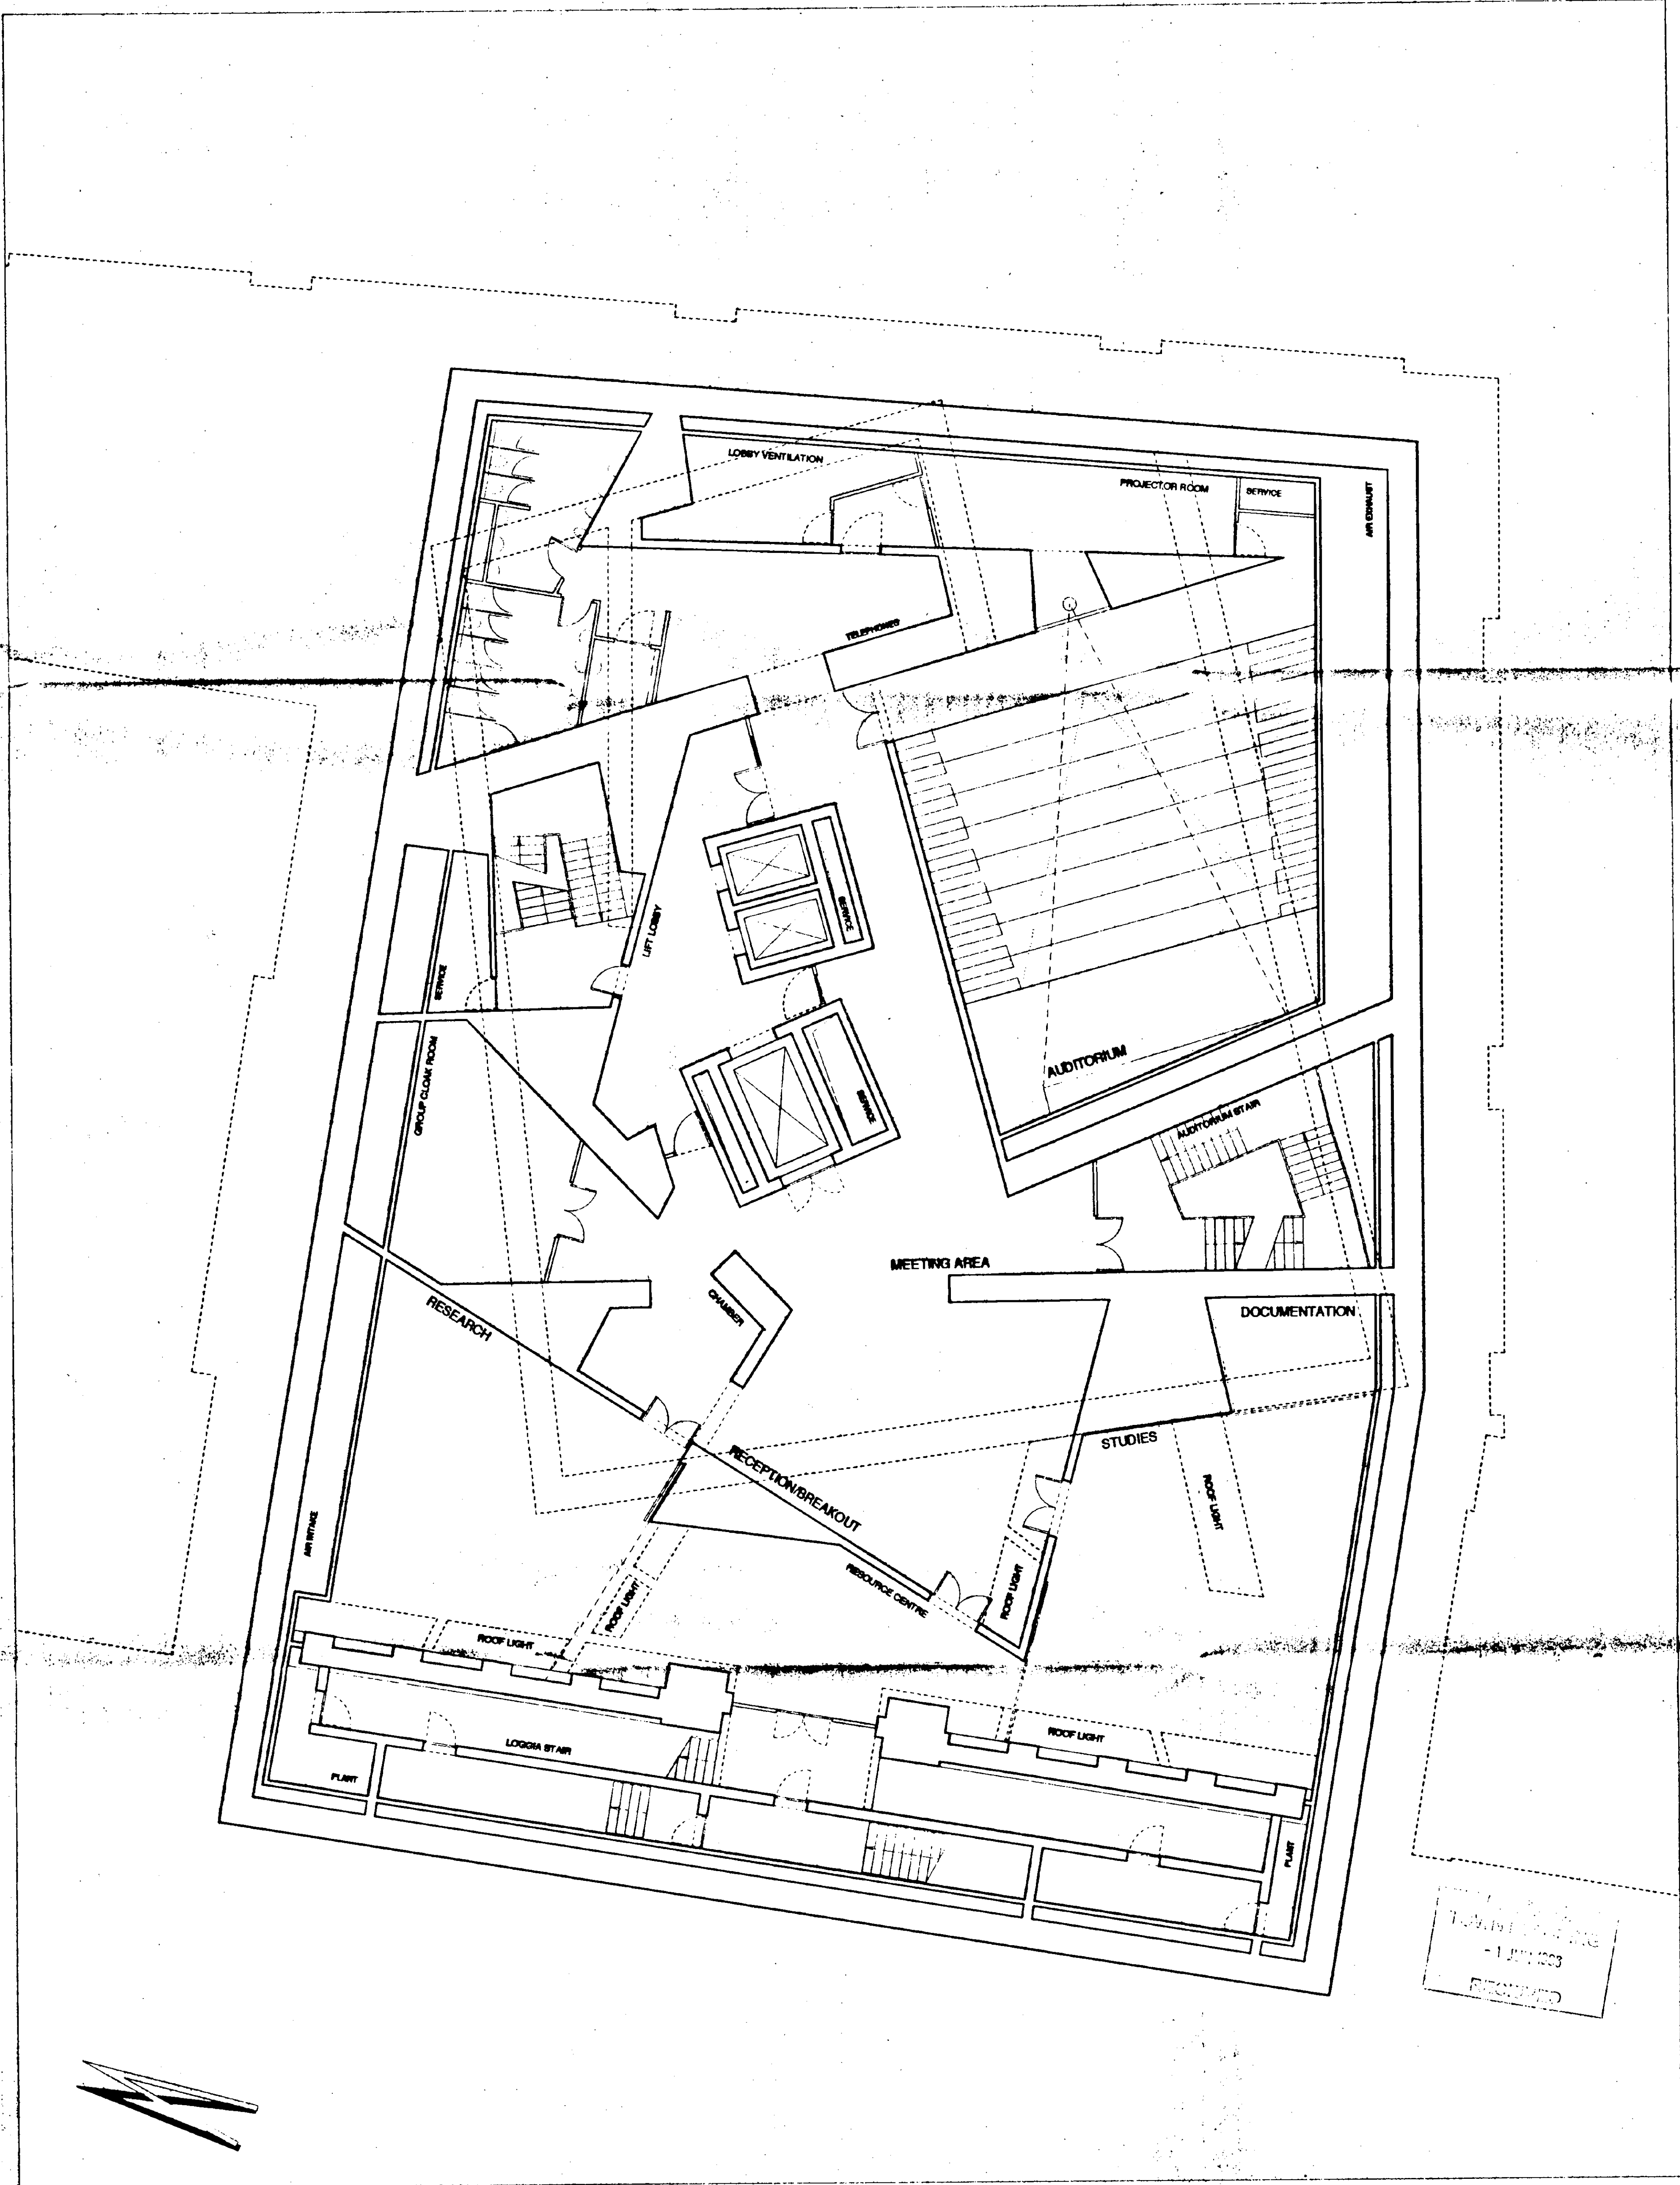 LOBBY VENTILATION
PROJECTOR ROOM
SERVICE
AIR EXHAUST
TELEPHONES
LIFT LOBBY
SERVICE
SERVICE
GROUP CLOAK ROOM
SERVICE
AUDITORIUM
AUDITORIUM STAIR
MEETING AREA
CHAMBER
RESEARCH
DOCUMENTATION
STUDIES
RECEPTION/BREAKOUT
ROOF LIGHT
AIR INTAKE
RESOURCE CENTRE
ROOF LIGHT
ROOF LIGHT
ROOF LIGHT
ROOF LIGHT
LOGGIA STAIR
PLANT
PLANT